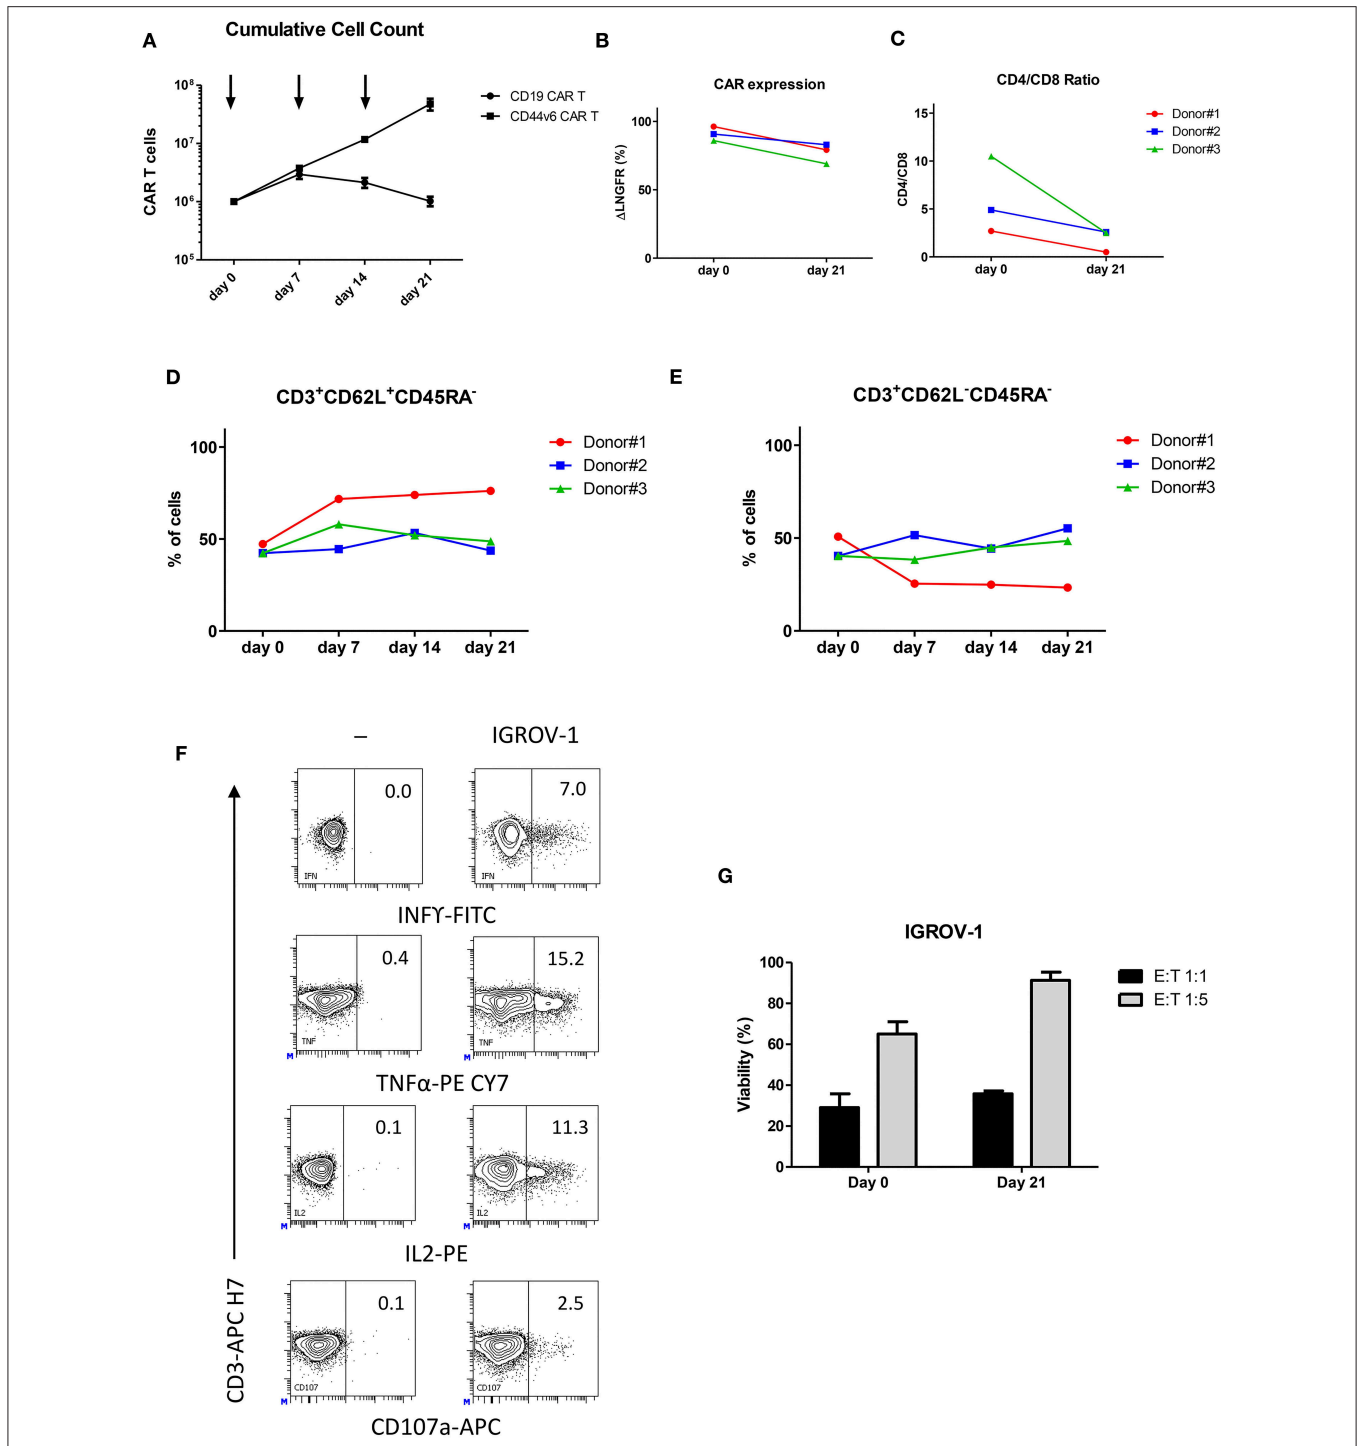 A
Cumulative Cell Count
10⁸
10⁷
10⁶
10⁵
CAR T cells
day 0
day 7
day 14
day 21
CD19 CAR T
CD44v6 CAR T
B
CAR expression
100
50
0
ΔLNGFR (%)
day 0
day 21
C
CD4/CD8 Ratio
15
10
5
0
CD4/CD8
day 0
day 21
Donor#1
Donor#2
Donor#3
D
CD3⁺CD62L⁺CD45RA⁻
100
50
0
% of cells
day 0
day 7
day 14
day 21
Donor#1
Donor#2
Donor#3
E
CD3⁺CD62L⁻CD45RA⁻
100
50
0
% of cells
day 0
day 7
day 14
day 21
Donor#1
Donor#2
Donor#3
F
–
IGROV-1
0.0
IFN
7.0
IFN
INFϒ-FITC
0.4
TNF
M
15.2
TNF
M
TNFα-PE CY7
0.1
IL2
M
11.3
IL2
M
IL2-PE
0.1
CD107
M
2.5
CD107
M
CD107a-APC
CD3-APC H7
G
IGROV-1
100
80
60
40
20
0
Viability (%)
Day 0
Day 21
E:T 1:1
E:T 1:5